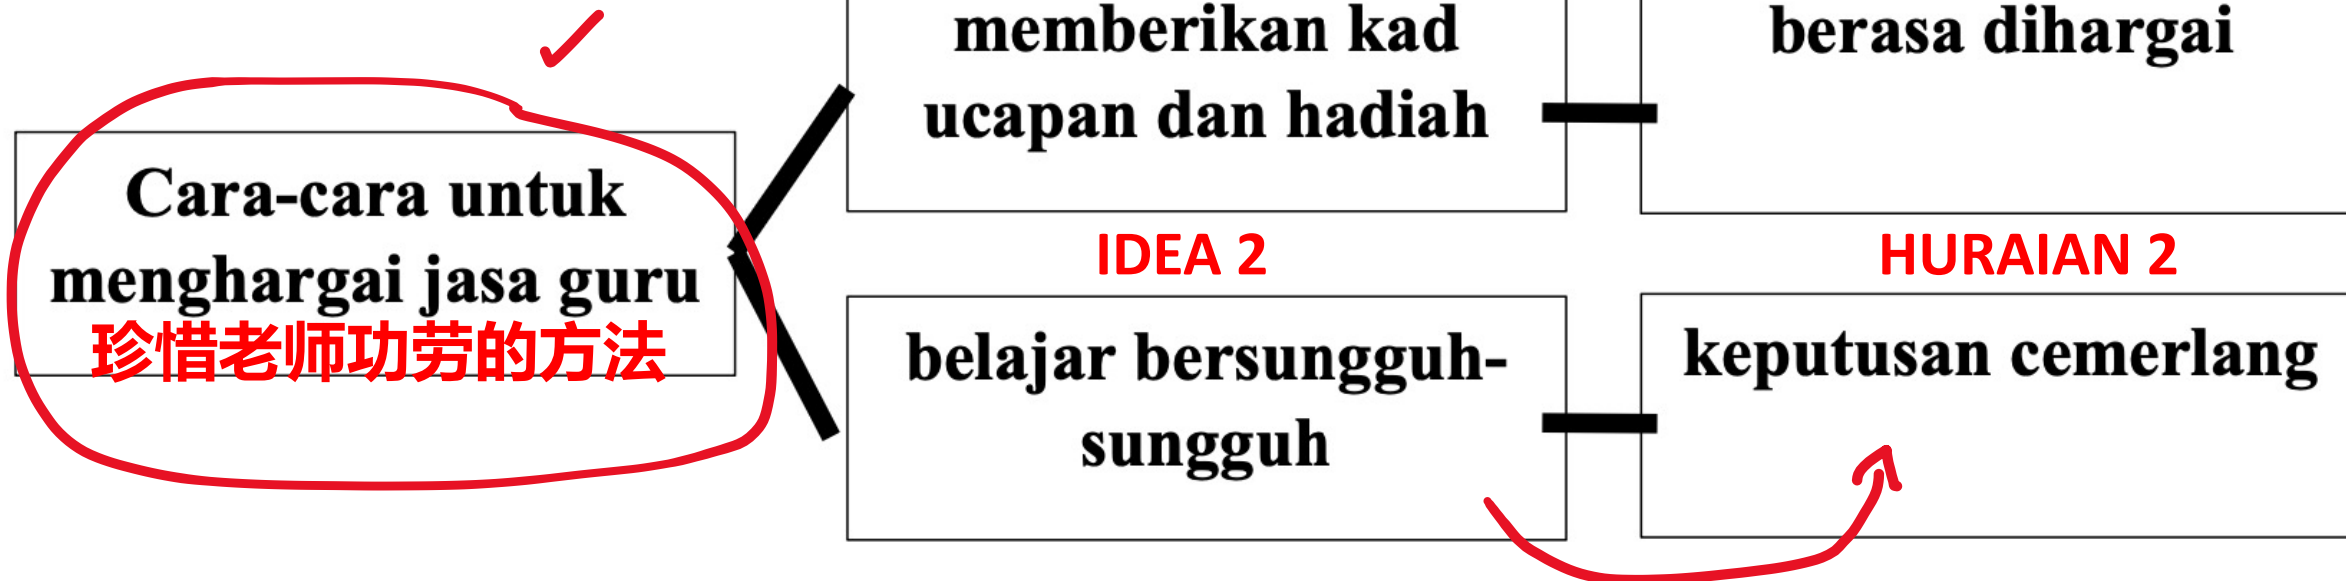 Cara-cara untuk
menghargai jasa guru
珍惜老师功劳的方法
memberikan kad
ucapan dan hadiah
berasa dihargai
IDEA 2
HURAIAN 2
belajar bersungguh-
sungguh
keputusan cemerlang